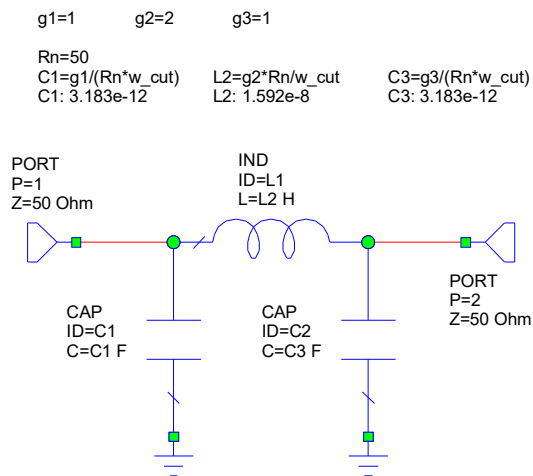 g1=1 g2=2 g3=1
Rn=50
C1=g1/(Rn*w_cut) L2=g2*Rn/w_cut C3=g3/(Rn*w_cut)
C1: 3.183e-12 L2: 1.592e-8 C3: 3.183e-12
PORT
P=1
Z=50 Ohm
IND
ID=L1
L=L2 H
PORT
P=2
Z=50 Ohm
CAP
ID=C1
C=C1 F
CAP
ID=C2
C=C3 F